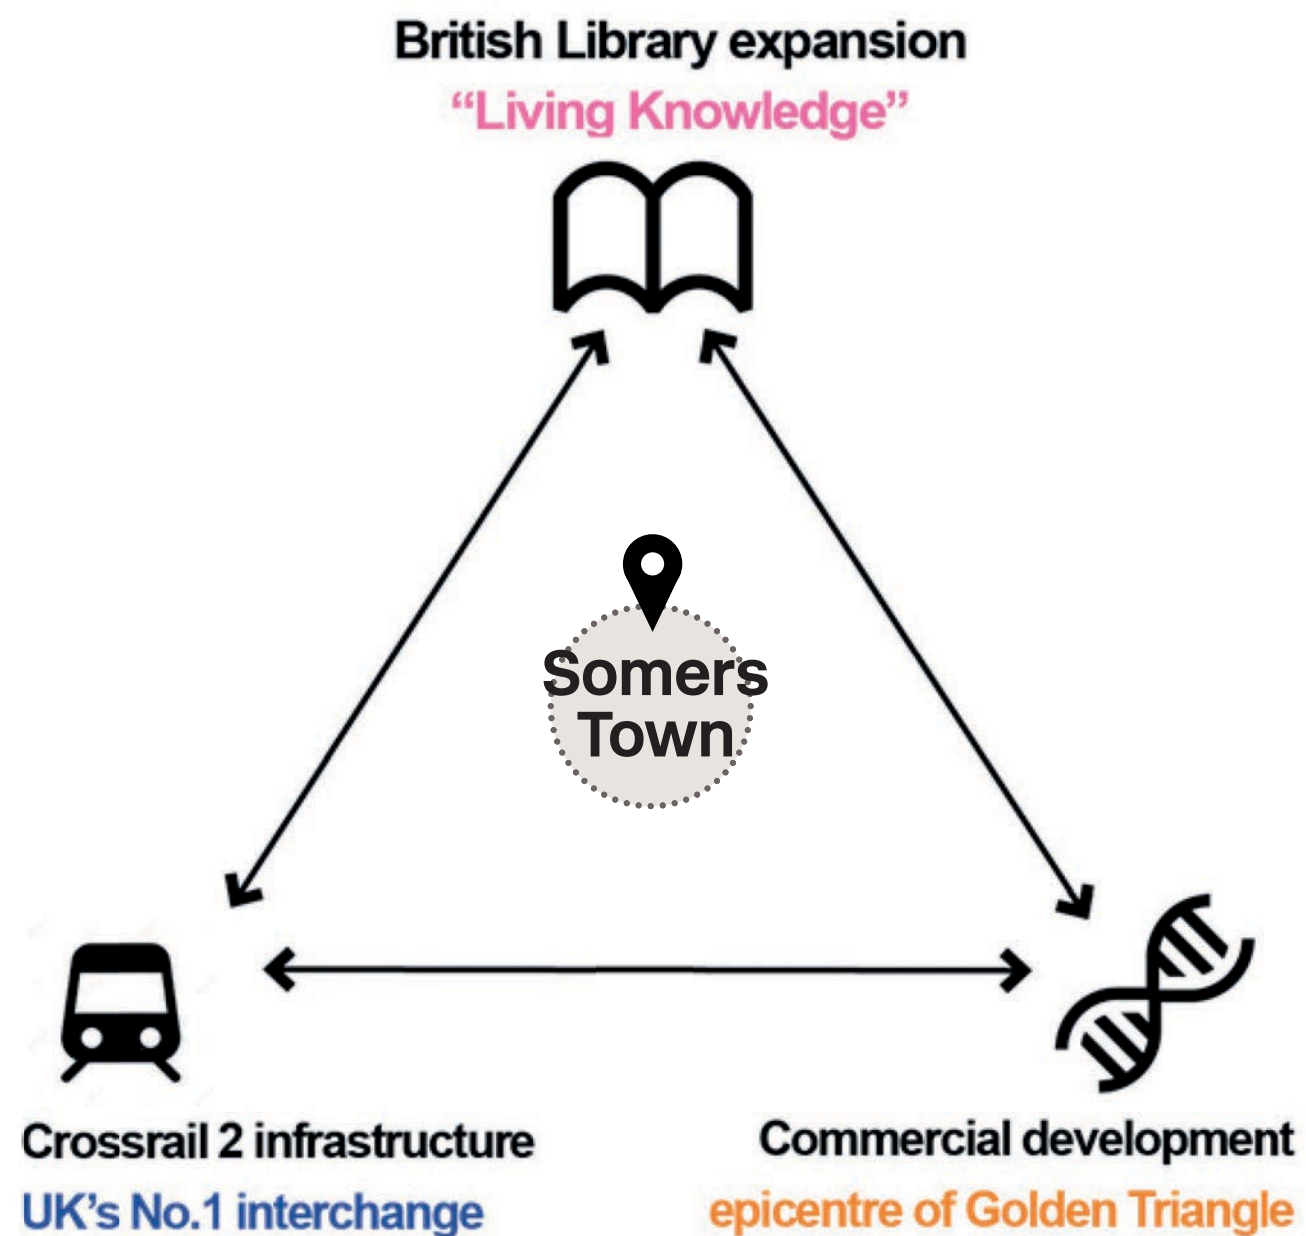 British Library expansion
“Living Knowledge”
Somers
Town
Crossrail 2 infrastructure
UK’s No.1 interchange
Commercial development
epicentre of Golden Triangle